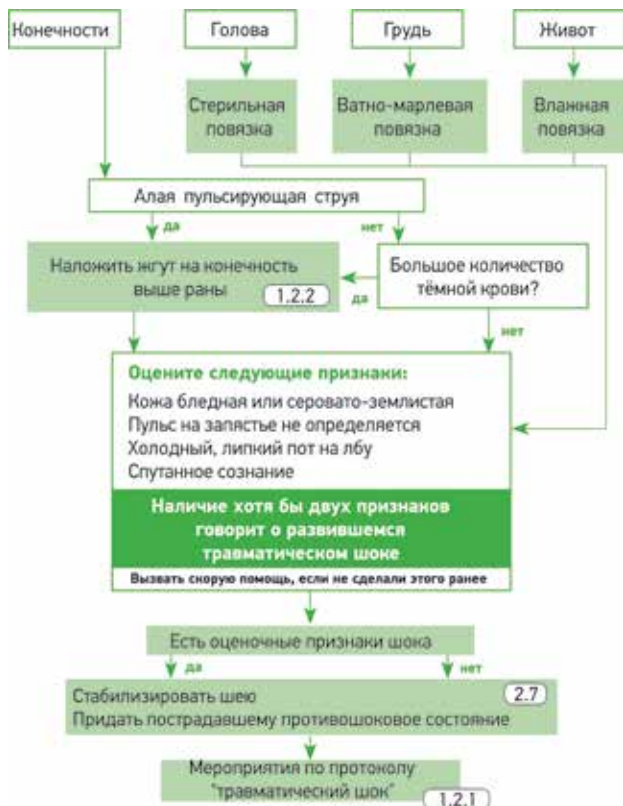 Конечности
Голова
Грудь
Живот
Стерильная
повязка
Ватно-марлевая
повязка
Влажная
повязка
Алая пульсирующая струя
да
нет
Наложить жгут на конечность
выше раны
1.2.2
да
Большое количество
тёмной крови?
нет
Оцените следующие признаки:
Кожа бледная или серовато-землистая
Пульс на запястье не определяется
Холодный, липкий пот на лбу
Спутанное сознание
Наличие хотя бы двух признаков
говорит о развившемся
травматическом шоке
Вызвать скорую помощь, если не сделали этого ранее
Есть оценочные признаки шока
да
нет
Стабилизировать шею
2.7
Придать пострадавшему противошоковое состояние
Мероприятия по протоколу
"травматический шок"
1.2.1